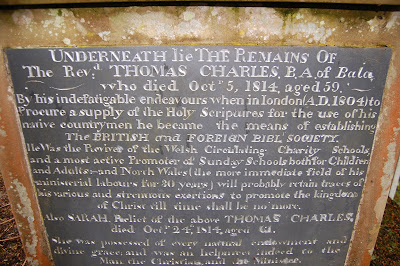 UNDERNEATH lie THE REMAINS OF
The Rev.d THOMAS CHARLES, B,A, of Bala,
who died Oct.r 5, 1814, aged 59.
By his indefatigable endeavours when in London (A,D, 1804) to
Procure a supply of the Holy Scripures for the use of his
native countrymen he became the means of establishing
THE BRITISH and FOREIGN BIBL SOCIETY.
He Was the Reviver of the Welsh Circulating Charity Schools,
and a most active Promoter of Sunday Schools both for Children
and Adults:- and North Wales (the more immediate field of his
ministerial labours for 30 years) will probably retain traces of
his various and strenuous exertions to promote the kingdom
of Christ till time shall be no more.
Also SARAH, Relict of the above THOMAS CHARLES,
died Oct.r 24, 1814, aged 61.
She was possessed of every natural endowment and
divine grace; and was an helpmeet indeed to the
Man, the Christian, and the Minister.